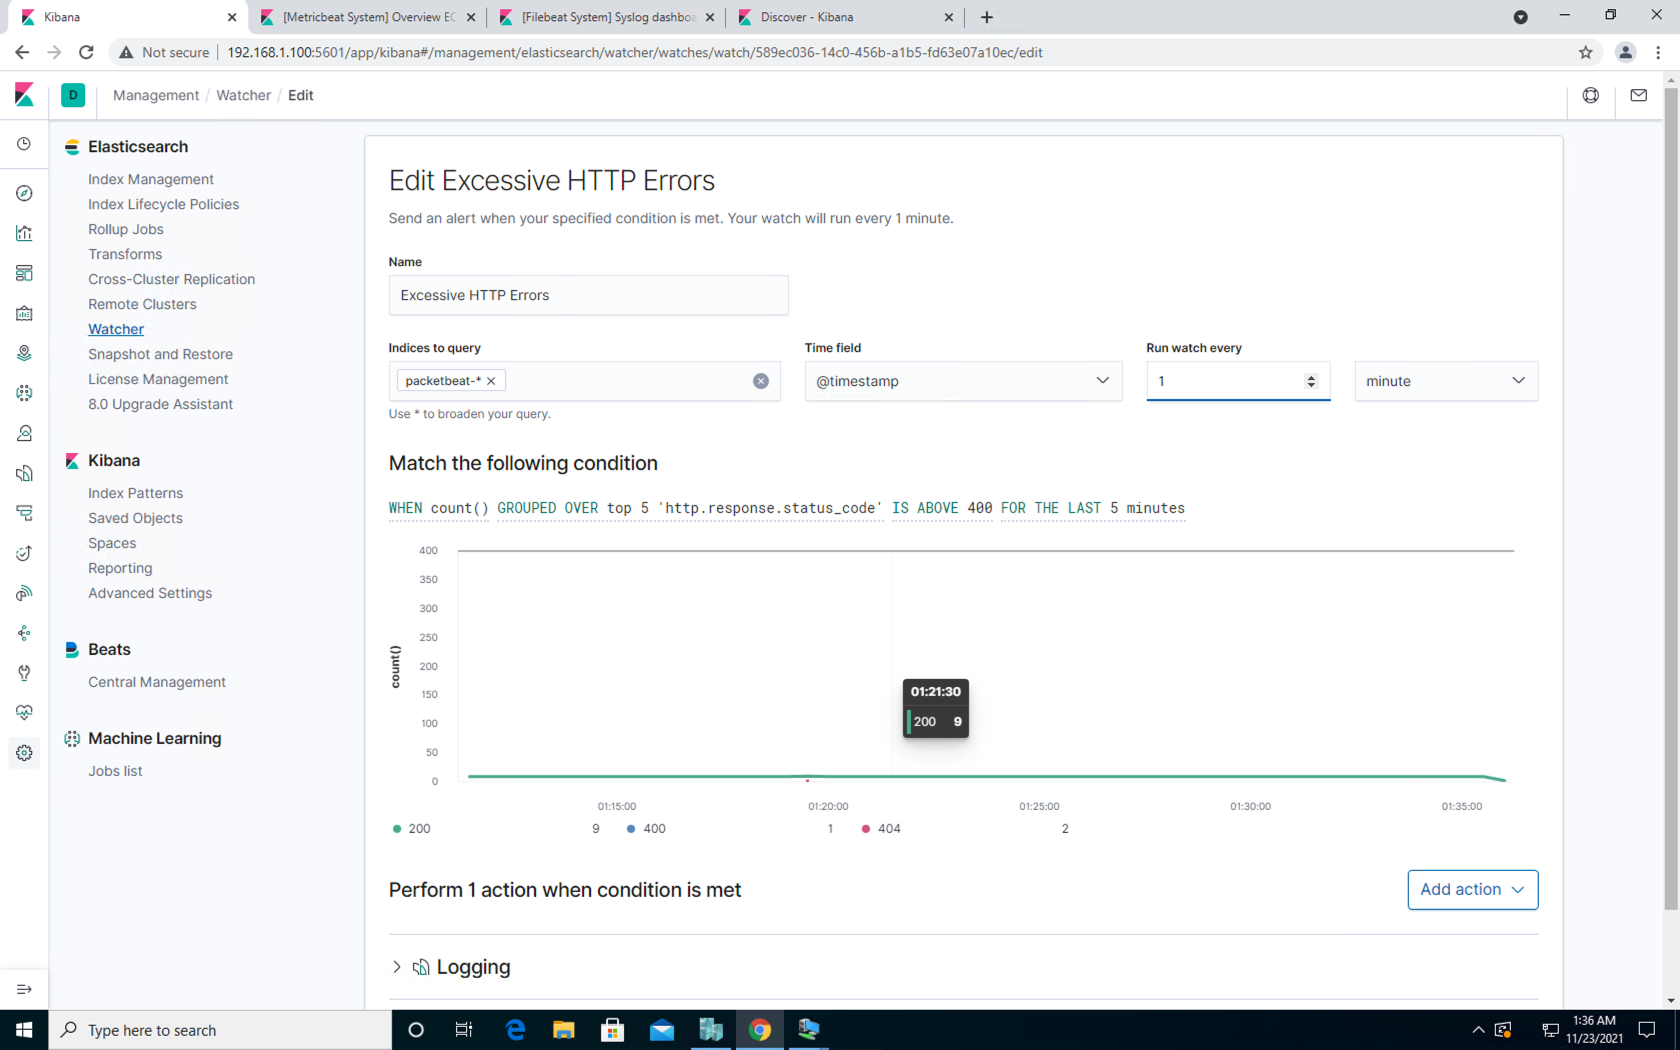 Kibana
[Metricbeat System] Overview EC
[Filebeat System] Syslog dashboa
Discover - Kibana
Not secure
192.168.1.100:5601/app/kibana#/management/elasticsearch/watcher/watches/watch/589ec036-14c0-456b-a1b5-fd63e07a10ec/edit
D
Management / Watcher / Edit
Elasticsearch
Index Management
Index Lifecycle Policies
Rollup Jobs
Transforms
Cross-Cluster Replication
Remote Clusters
Watcher
Snapshot and Restore
License Management
8.0 Upgrade Assistant
Kibana
Index Patterns
Saved Objects
Spaces
Reporting
Advanced Settings
Beats
Central Management
Machine Learning
Jobs list
Edit Excessive HTTP Errors
Send an alert when your specified condition is met. Your watch will run every 1 minute.
Name
Excessive HTTP Errors
Indices to query
Time field
Run watch every
packetbeat-*
@timestamp
1
minute
Use * to broaden your query.
Match the following condition
WHEN count() GROUPED OVER top 5 'http.response.status_code' IS ABOVE 400 FOR THE LAST 5 minutes
400
350
300
250
200
150
100
50
0
count()
01:21:30
200 9
01:15:00
01:20:00
01:25:00
01:30:00
01:35:00
200 9
400 1
404 2
Perform 1 action when condition is met
Add action
Logging
Type here to search
1:36 AM
11/23/2021